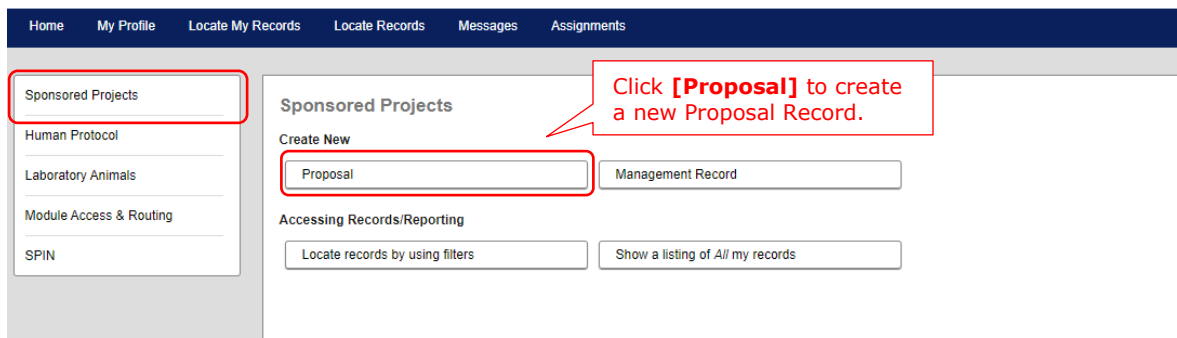 Home My Profile Locate My Records Locate Records Messages Assignments
Sponsored Projects
Human Protocol
Laboratory Animals
Module Access & Routing
SPIN
Sponsored Projects
Create New
Proposal Management Record
Accessing Records/Reporting
Locate records by using filters Show a listing of All my records
Click [Proposal] to create
a new Proposal Record.